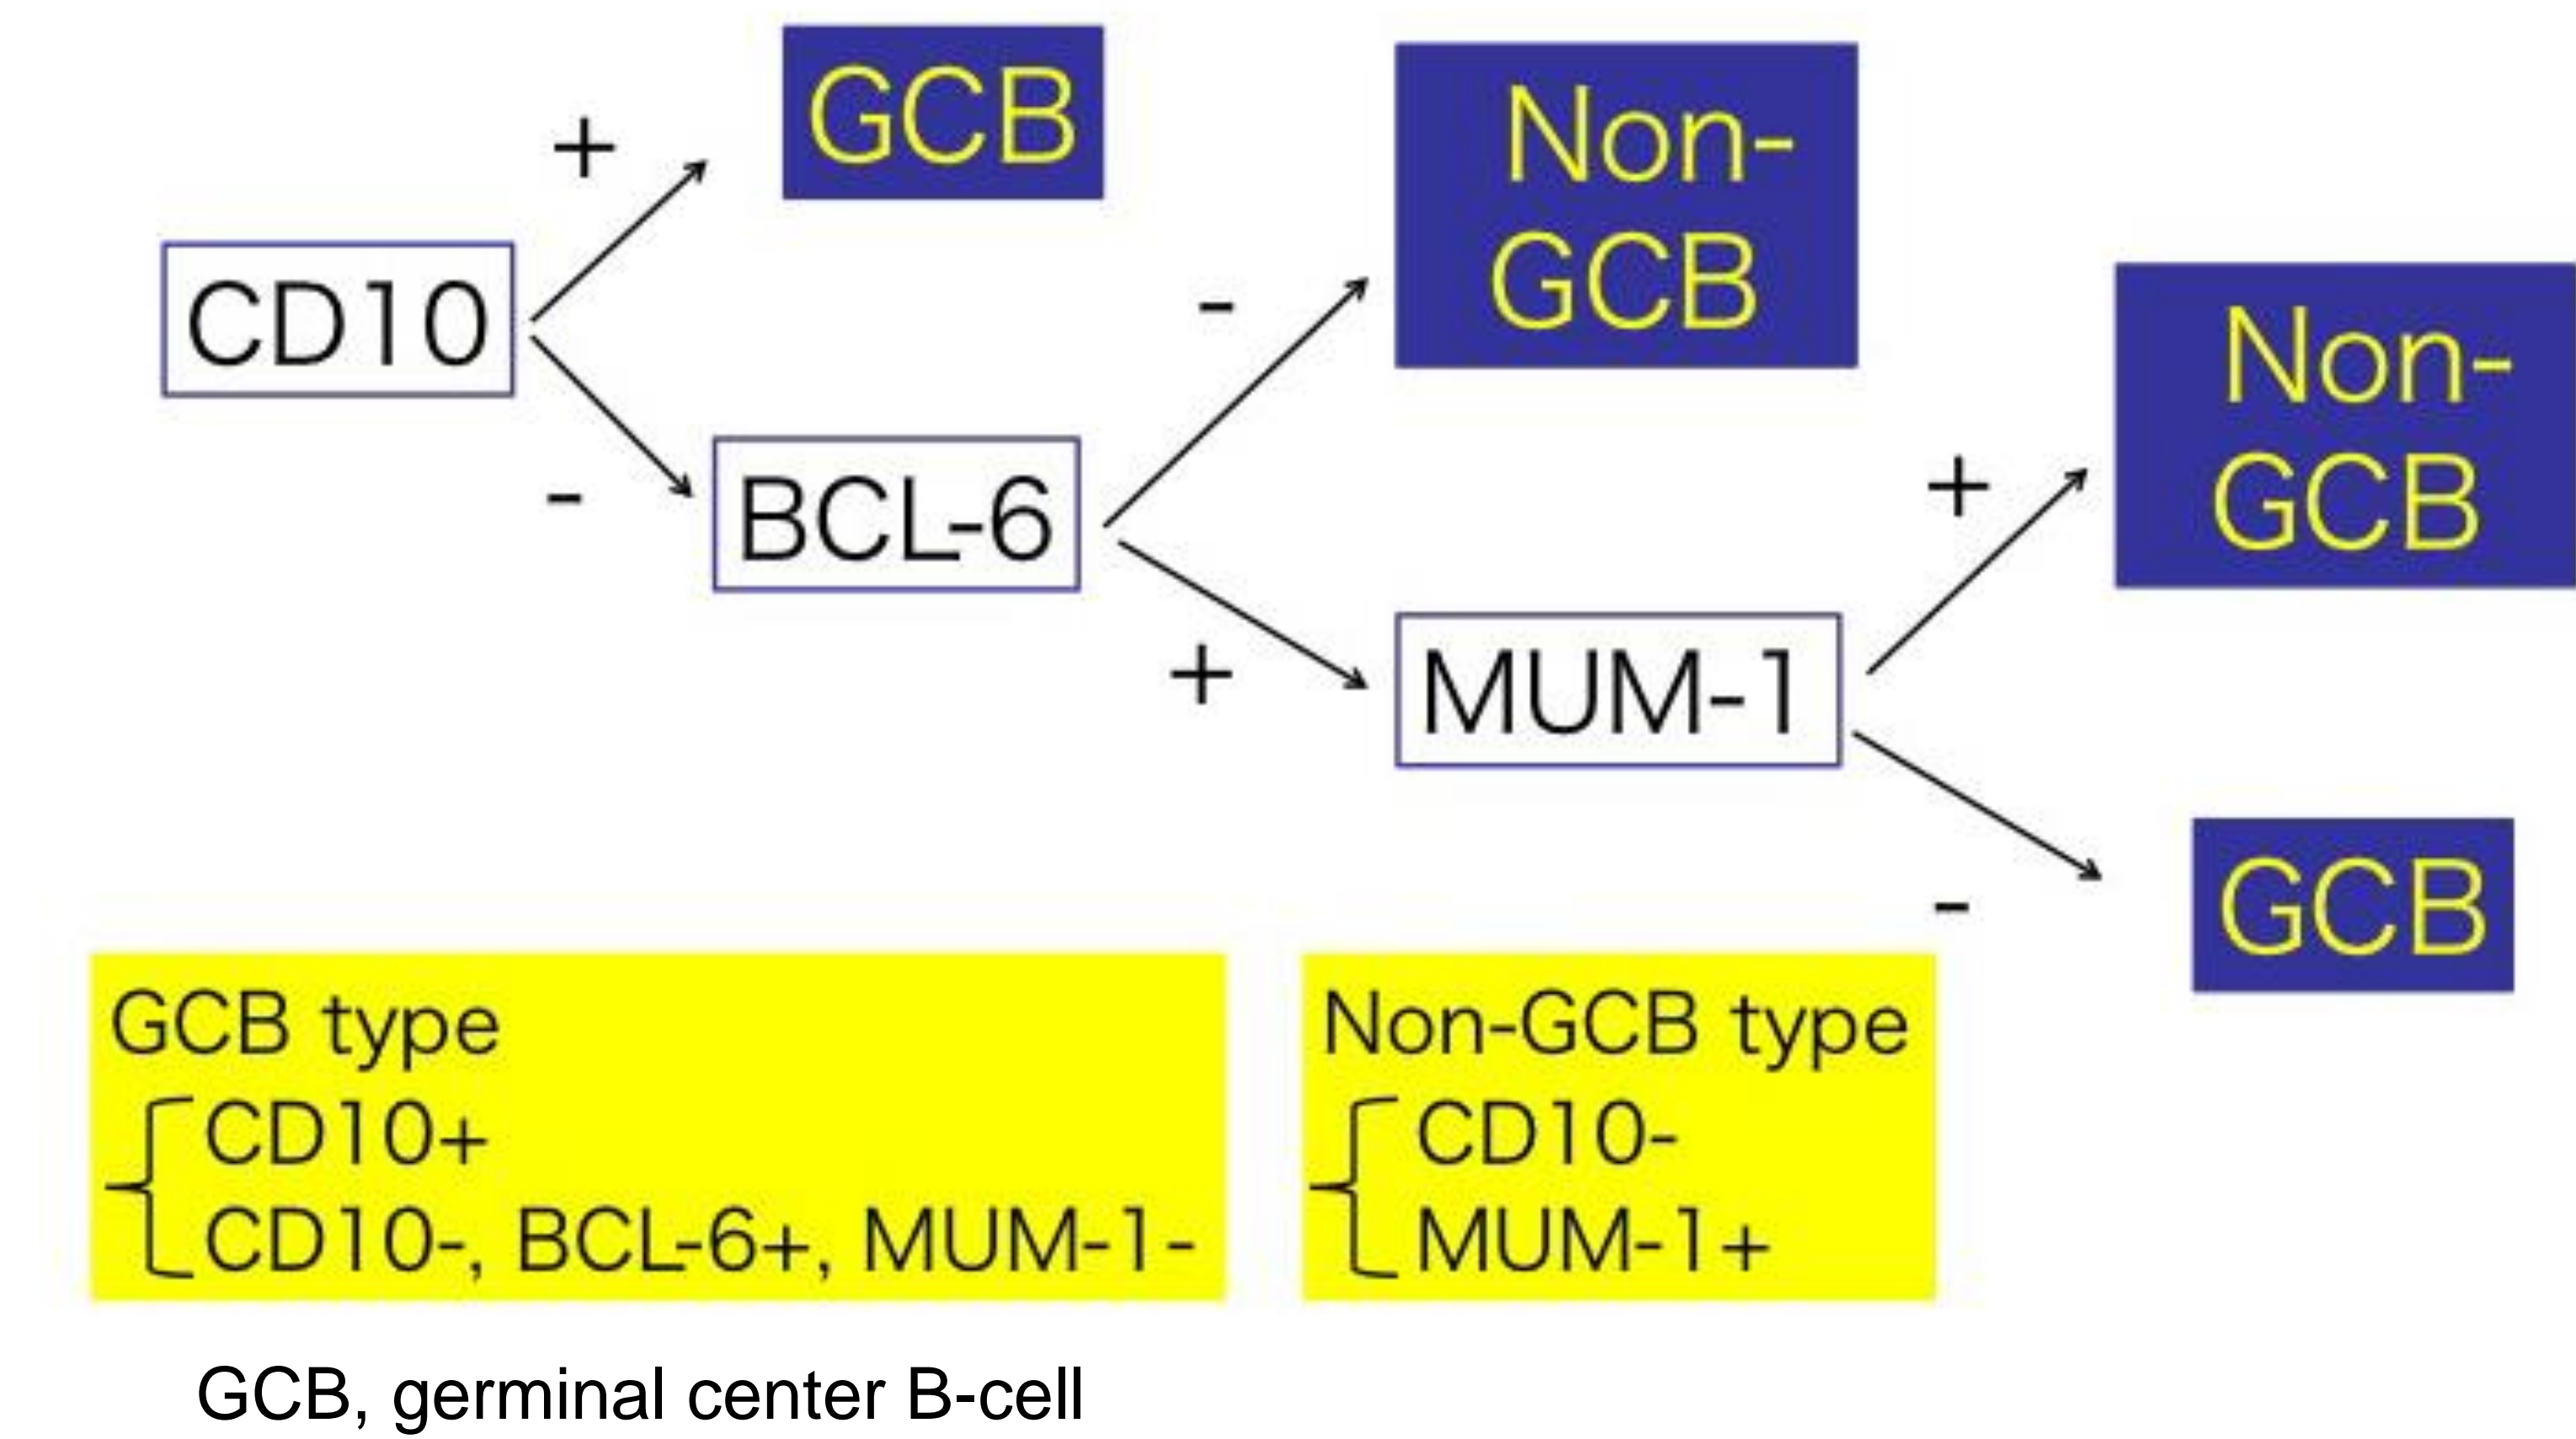 GCB
+
CD10
-
BCL-6
-
Non-
GCB
+
MUM-1
+
Non-
GCB
-
GCB
GCB type
CD10+
CD10-, BCL-6+, MUM-1-
Non-GCB type
CD10-
MUM-1+
GCB, germinal center B-cell